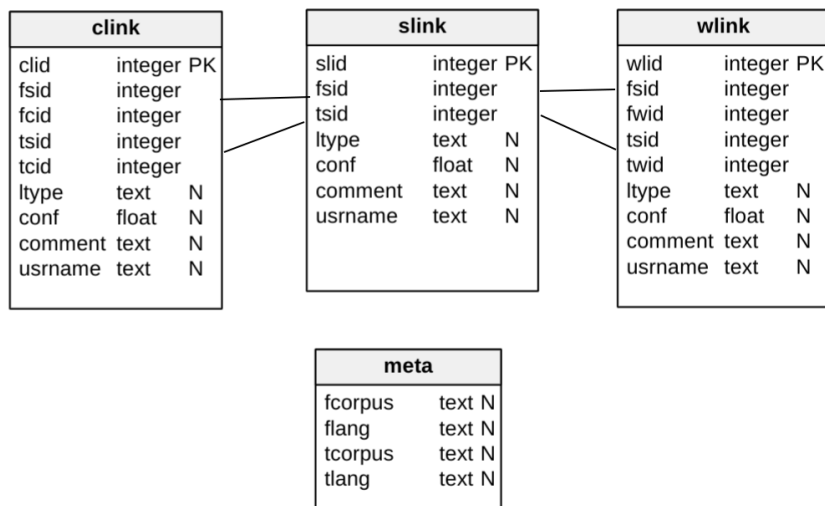 clink
clid integer PK
fsid integer
fcid integer
tsid integer
tcid integer
ltype text N
conf float N
comment text N
usrname text N
slink
slid integer PK
fsid integer
tsid integer
ltype text N
conf float N
comment text N
usrname text N
wlink
wlid integer PK
fsid integer
fwid integer
tsid integer
twid integer
ltype text N
conf float N
comment text N
usrname text N
meta
fcorpus text N
flang text N
tcorpus text N
tlang text N